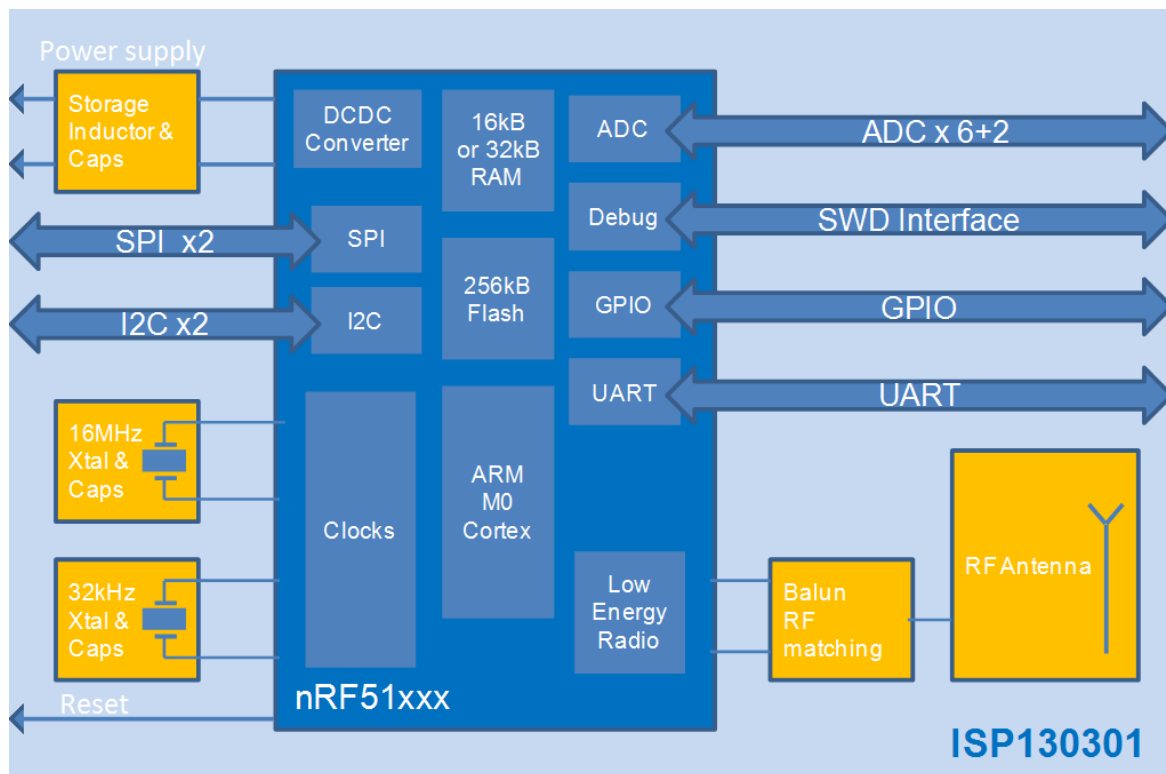 Power supply
Storage
Inductor &
Caps
DCDC
Converter
16kB
or 32kB
RAM
ADC
ADC x 6+2
Debug
SWD Interface
SPI x2
SPI
256kB
Flash
GPIO
GPIO
I2C x2
I2C
UART
UART
16MHz
Xtal &
Caps
Clocks
ARM
M0
Cortex
32kHz
Xtal &
Caps
Low
Energy
Radio
Balun
RF
matching
RF Antenna
Reset
nRF51xxx
ISP130301